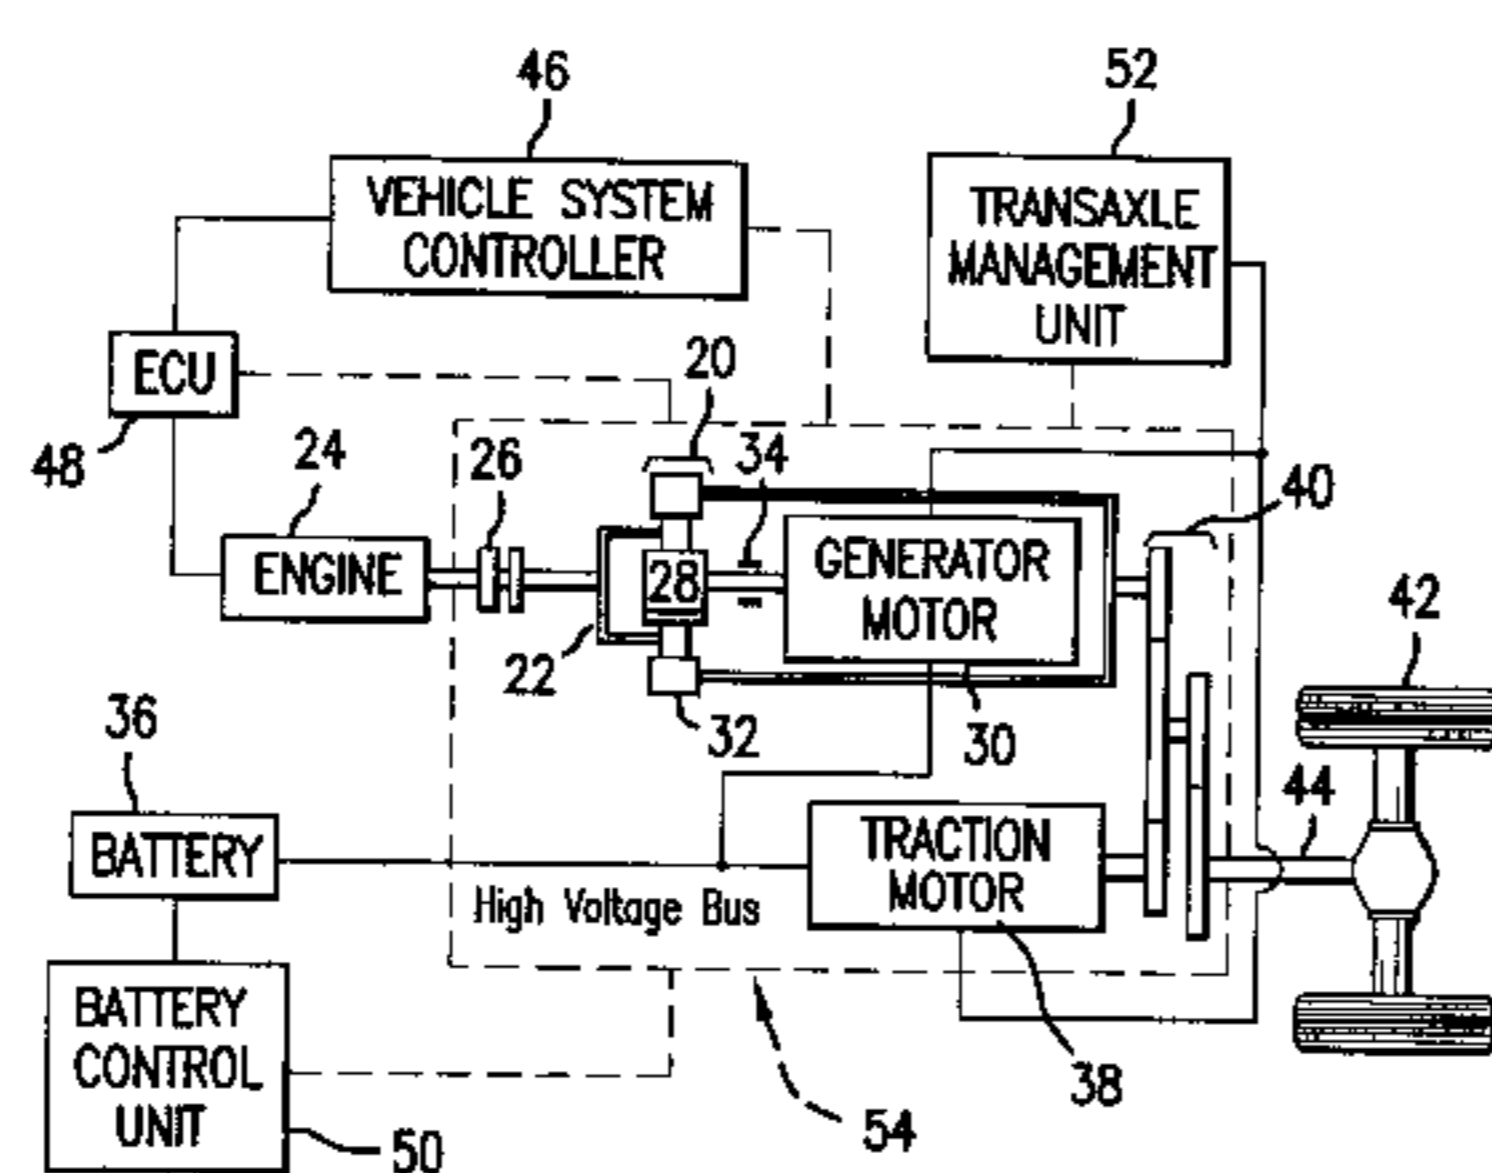 46
52
VEHICLE SYSTEM
CONTROLLER
TRANSAXLE
MANAGEMENT
UNIT
ECU
20
48
24
26
34
40
ENGINE
28
GENERATOR
MOTOR
42
22
32
30
36
44
BATTERY
TRACTION
MOTOR
High Voltage Bus
BATTERY
CONTROL
UNIT
38
54
50